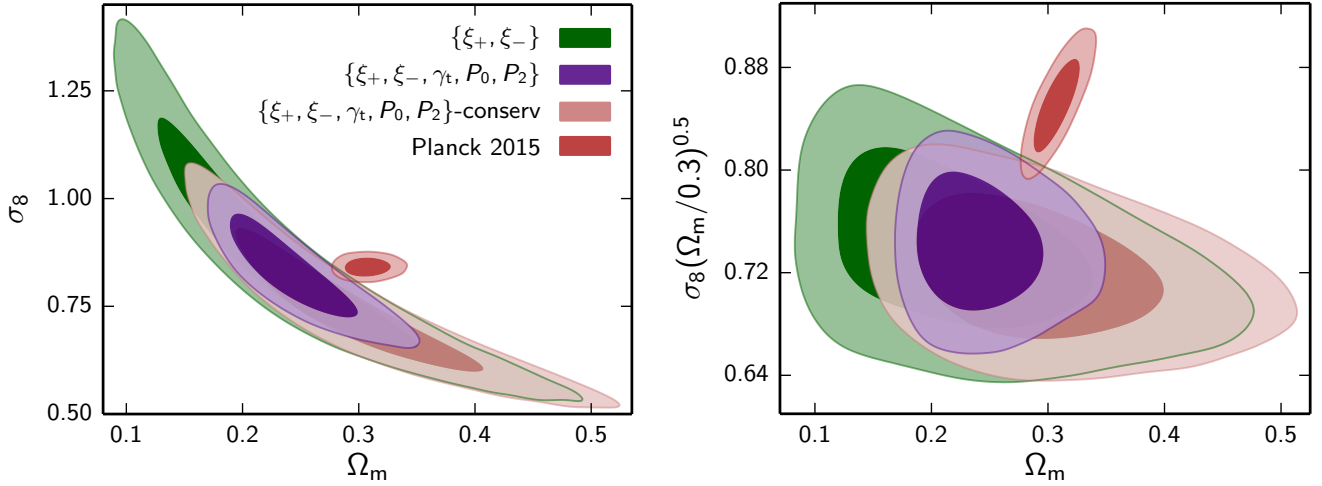 1.25
1.00
0.75
0.50
σ₈
0.1
0.2
0.3
0.4
0.5
Ωₘ
{ξ₊, ξ₋}
{ξ₊, ξ₋, γₜ, P₀, P₂}
{ξ₊, ξ₋, γₜ, P₀, P₂}-conserv
Planck 2015
0.88
0.80
0.72
0.64
σ₈(Ωₘ/0.3)⁰·⁵
0.1
0.2
0.3
0.4
0.5
Ωₘ